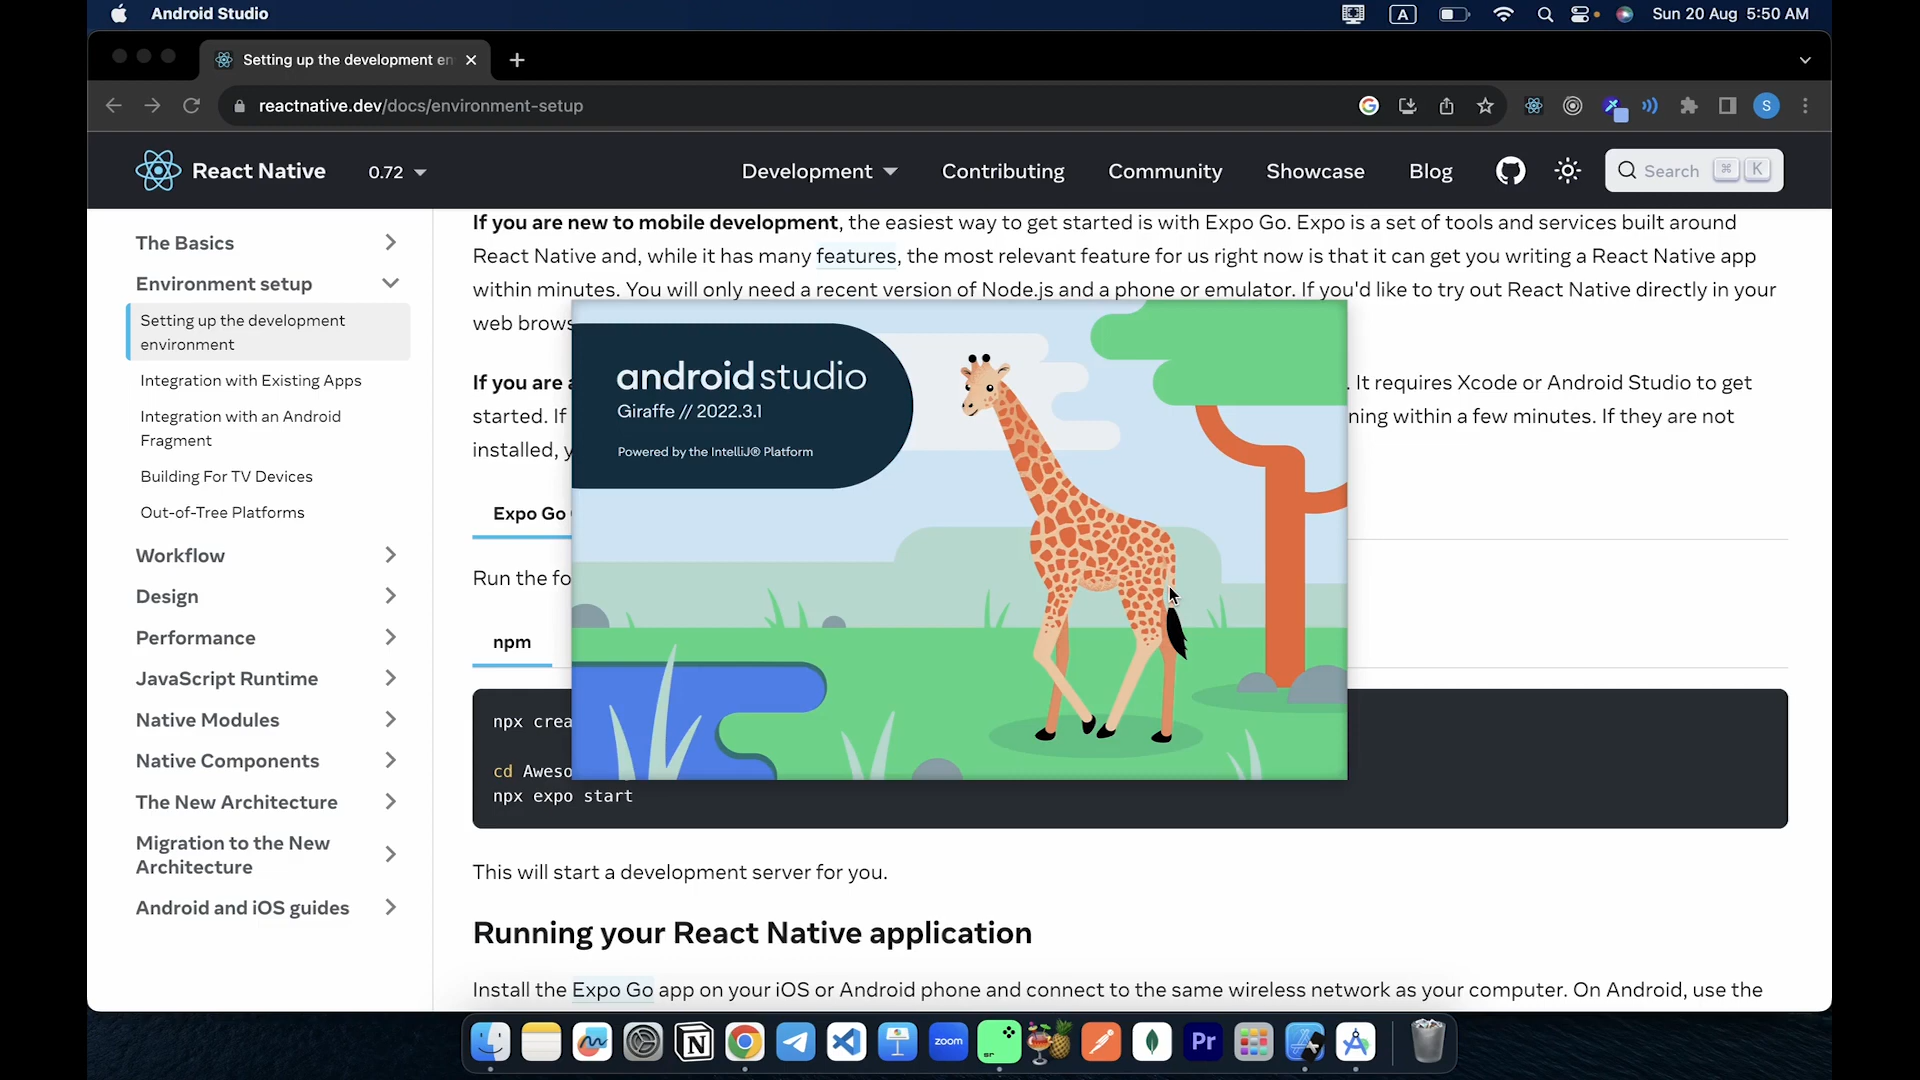 Android Studio
A
Sun 20 Aug 5:50 AM
Setting up the development en
reactnative.dev/docs/environment-setup
S
React Native 0.72
Development Contributing Community Showcase Blog Search ⌘ K
The Basics
Environment setup
Setting up the development
environment
Integration with Existing Apps
Integration with an Android
Fragment
Building For TV Devices
Out-of-Tree Platforms
Workflow
Design
Performance
JavaScript Runtime
Native Modules
Native Components
The New Architecture
Migration to the New
Architecture
Android and iOS guides
If you are new to mobile development, the easiest way to get started is with Expo Go. Expo is a set of tools and services built around
React Native and, while it has many features, the most relevant feature for us right now is that it can get you writing a React Native app
within minutes. You will only need a recent version of Node.js and a phone or emulator. If you'd like to try out React Native directly in your
web brows
If you are a . It requires Xcode or Android Studio to get
started. If ning within a few minutes. If they are not
installed, y
Expo Go
Run the fo
npm
npx crea
cd Aweso
npx expo start
android studio
Giraffe // 2022.3.1
Powered by the IntelliJ® Platform
This will start a development server for you.
Running your React Native application
Install the Expo Go app on your iOS or Android phone and connect to the same wireless network as your computer. On Android, use the
zoom
sr
Pr